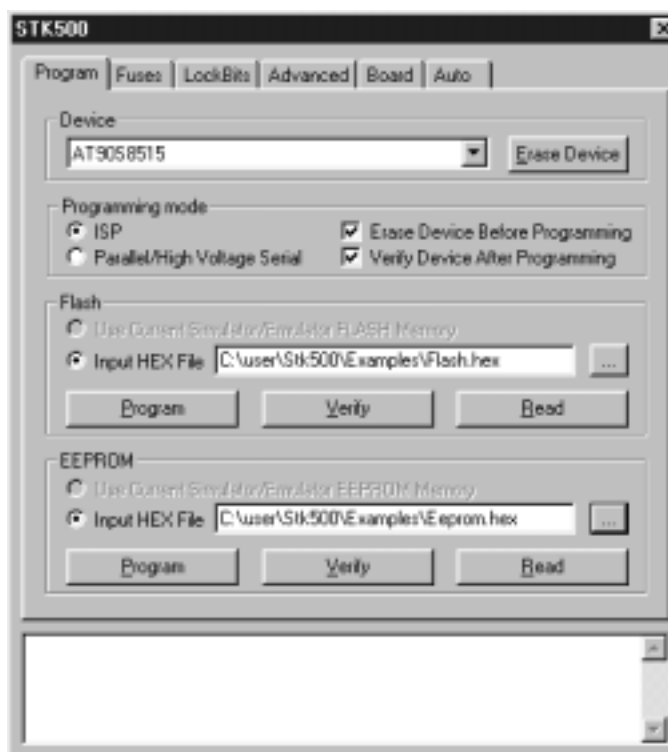 STK500
Program Fuses LockBits Advanced Board Auto
Device
AT90S8515 Erase Device
Programming mode
ISP Erase Device Before Programming
Parallel/High Voltage Serial Verify Device After Programming
Flash
Use Current Simulator/Emulator FLASH Memory
Input HEX File C:\user\Stk500\Examples\Flash.hex ...
Program Verify Read
EEPROM
Use Current Simulator/Emulator EEPROM Memory
Input HEX File C:\user\Stk500\Examples\Eeprom.hex ...
Program Verify Read